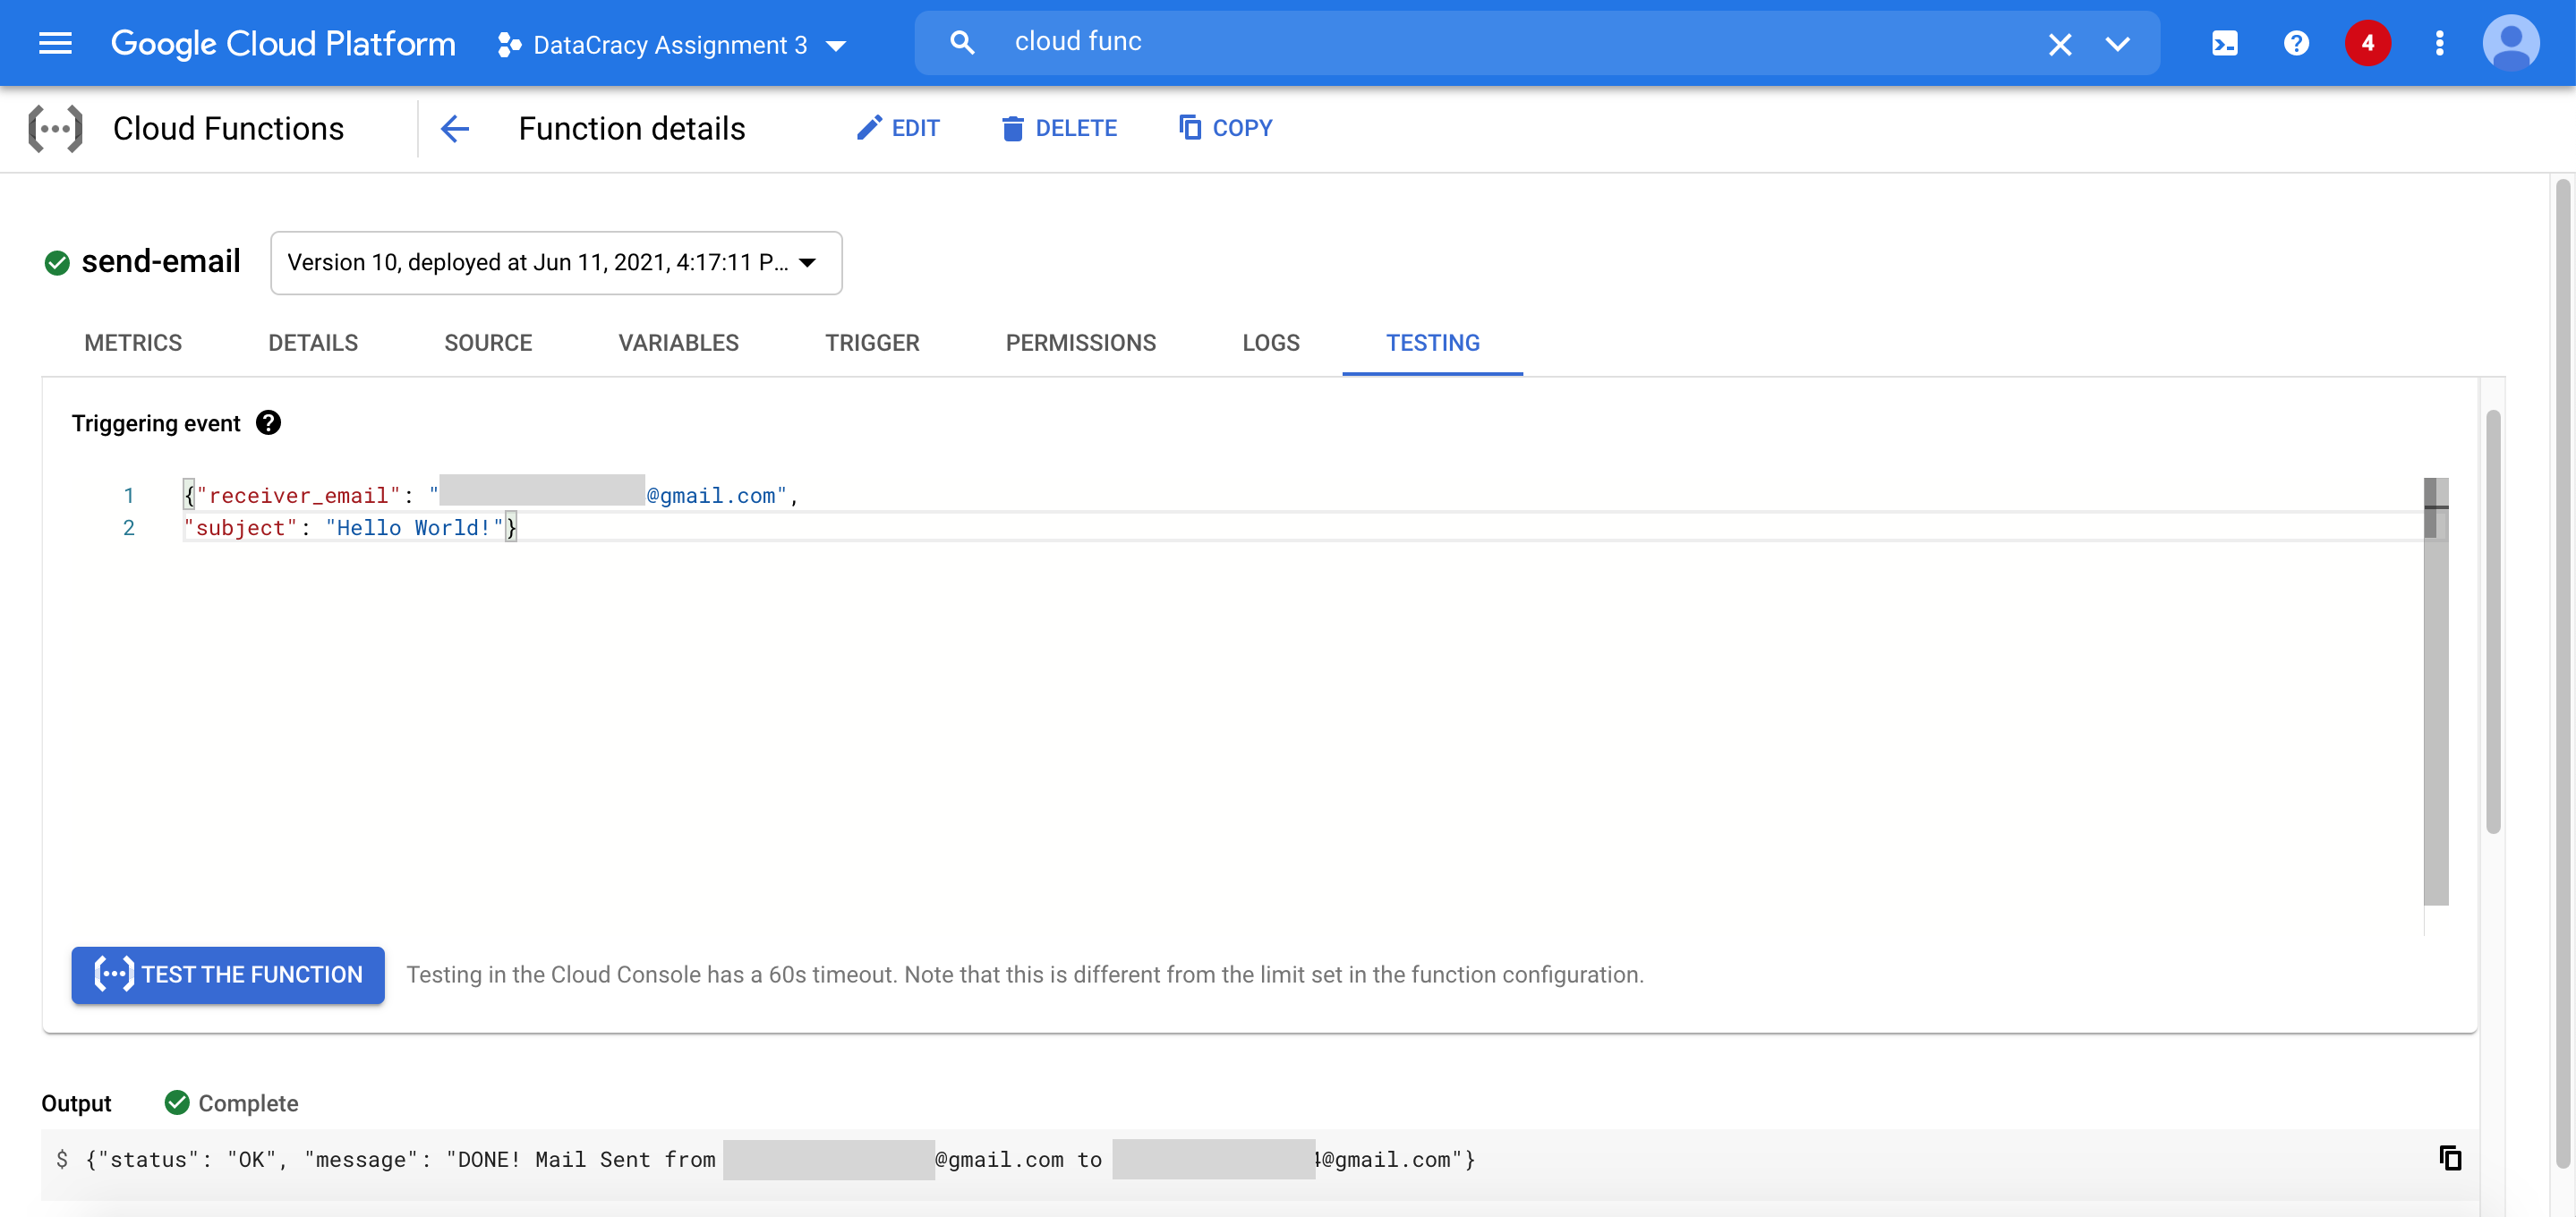 Google Cloud Platform DataCracy Assignment 3 cloud func 4
Cloud Functions Function details EDIT DELETE COPY
send-email Version 10, deployed at Jun 11, 2021, 4:17:11 P...
METRICS DETAILS SOURCE VARIABLES TRIGGER PERMISSIONS LOGS TESTING
Triggering event
1 {"receiver_email": " @gmail.com",
2 "subject": "Hello World!"}
TEST THE FUNCTION Testing in the Cloud Console has a 60s timeout. Note that this is different from the limit set in the function configuration.
Output Complete
$ {"status": "OK", "message": "DONE! Mail Sent from @gmail.com to 4@gmail.com"}